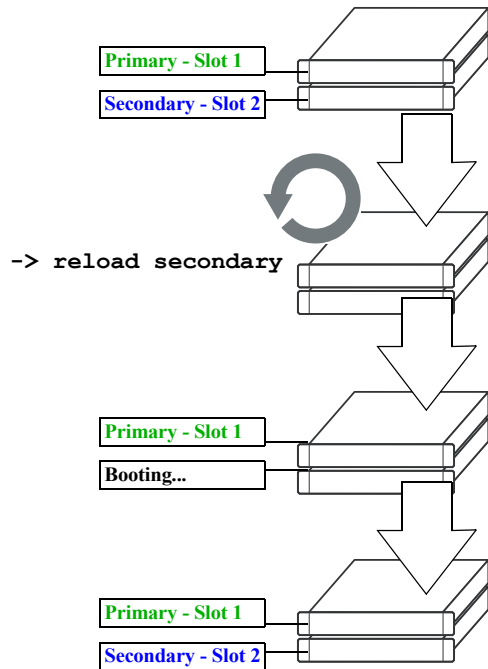 Primary - Slot 1
Secondary - Slot 2
-> reload secondary
Primary - Slot 1
Booting...
Primary - Slot 1
Secondary - Slot 2